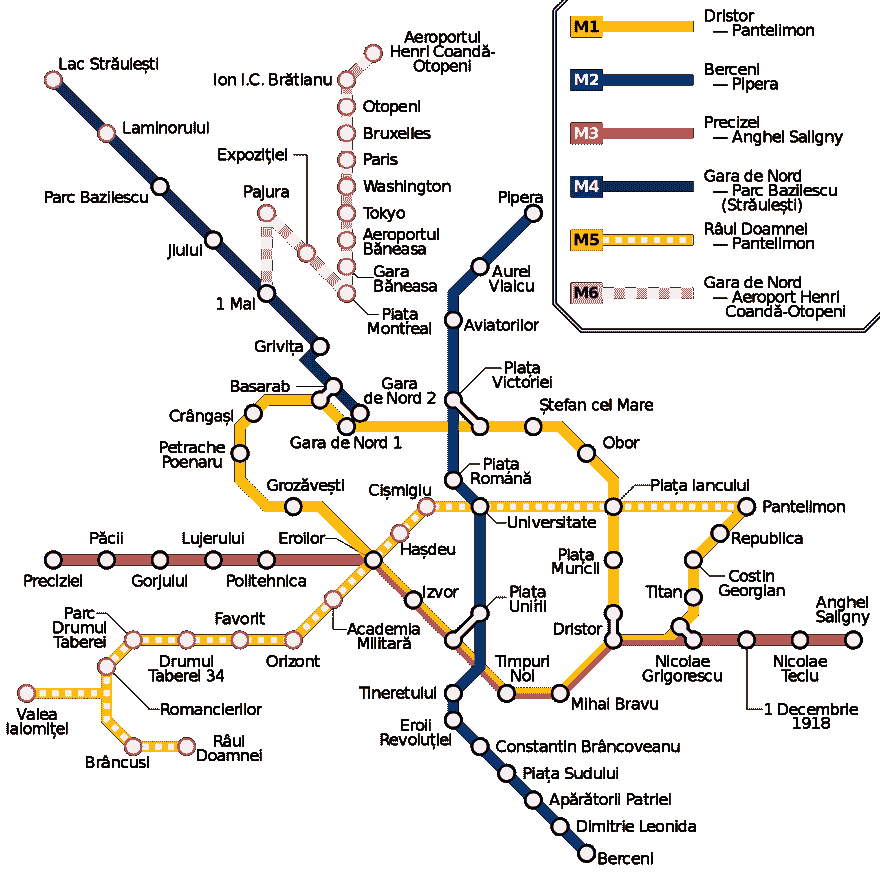 Lac Străulești
Laminorului
Parc Bazilescu
Jiului
1 Mai
Grivița
Basarab
Gara
de Nord 2
Gara de Nord 1
Crângași
Petrache
Poenaru
Grozăvești
Eroilor
Aeroportul
Henri Coandă-
Otopeni
Ion I.C. Brătianu
Otopeni
Bruxelles
Paris
Washington
Tokyo
Aeroportul
Băneasa
Gara
Băneasa
Piața
Montreal
Expoziției
Pajura
Pipera
Aurel
Vlaicu
Aviatorilor
Piața
Victoriei
Ștefan cel Mare
Obor
Piața
Română
Piața Iancului
Universitate
Pantelimon
Republica
Costin
Georgian
Titan
Piața
Muncii
Dristor
Nicolae
Grigorescu
1 Decembrie
1918
Nicolae
Teclu
Anghel
Saligny
Cișmigiu
Hașdeu
Păcii
Lujerului
Preciziei
Gorjului
Politehnica
Izvor
Piața
Unirii
Academia
Militară
Timpuri
Noi
Mihai Bravu
Parc
Drumul
Taberei
Favorit
Drumul
Taberei 34
Orizont
Romancierilor
Valea
Ialomiței
Brâncusi
Râul
Doamnei
Tineretului
Eroii
Revoluției
Constantin Brâncoveanu
Piața Sudului
Apărătorii Patriei
Dimitrie Leonida
Berceni
M1
Dristor
— Pantelimon
M2
Berceni
— Pipera
M3
Preciziei
— Anghel Saligny
M4
Gara de Nord
— Parc Bazilescu
(Străulești)
M5
Râul Doamnei
— Pantelimon
M6
Gara de Nord
— Aeroport Henri
Coandă-Otopeni